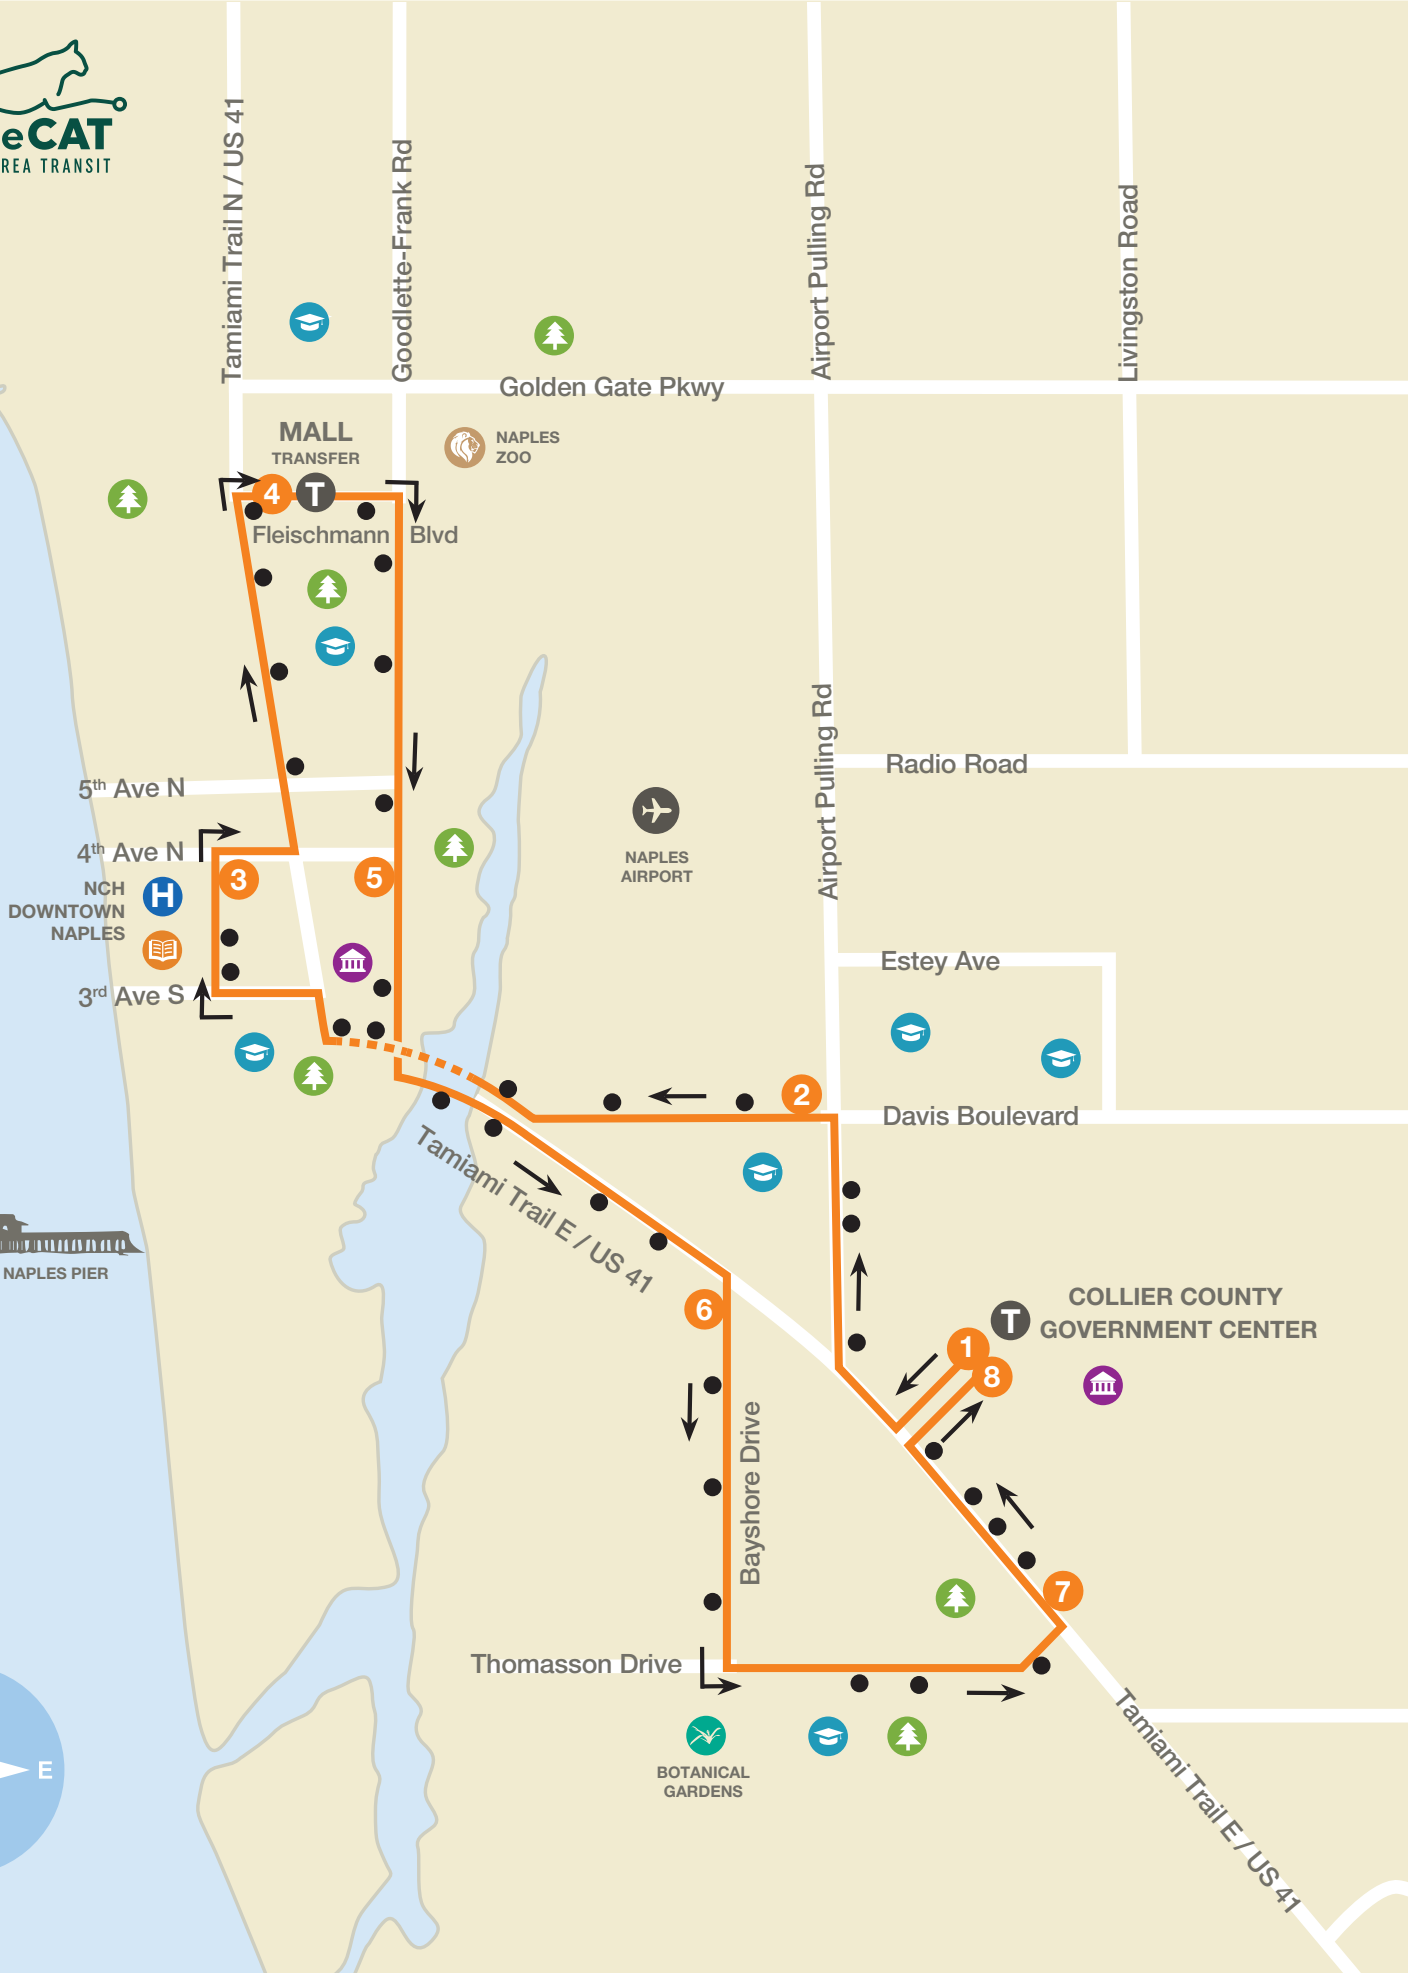 eCAT
REA TRANSIT
Tamiami Trail N / US 41
Goodlette-Frank Rd
Airport Pulling Rd
Livingston Road
Golden Gate Pkwy
MALL
TRANSFER
NAPLES
ZOO
4
T
Fleischmann Blvd
Airport Pulling Rd
Radio Road
5th Ave N
NAPLES
AIRPORT
4th Ave N
3
5
NCH
DOWNTOWN
NAPLES
H
Estey Ave
3rd Ave S
2
Davis Boulevard
Tamiami Trail E / US 41
NAPLES PIER
COLLIER COUNTY
GOVERNMENT CENTER
T
1
8
6
Bayshore Drive
7
Thomasson Drive
BOTANICAL
GARDENS
E
Tamiami Trail E / US 41